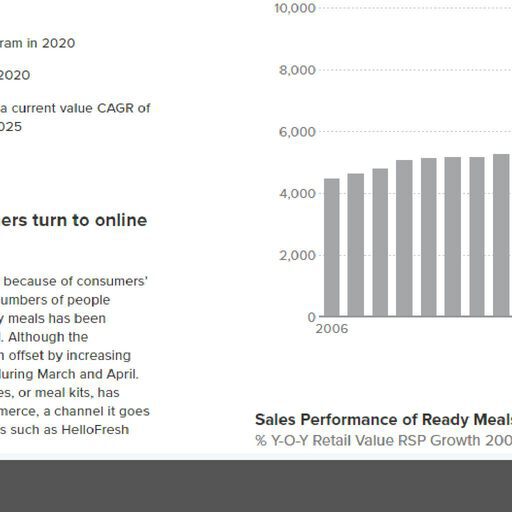 ram in 2020
2020
a current value CAGR of
025
ers turn to online
because of consumers'
umbers of people
y meals has been
. Although the
n offset by increasing
during March and April.
es, or meal kits, has
merce, a channel it goes
s such as HelloFresh
10,000
8,000
6,000
4,000
2,000
0
2006
Sales Performance of Ready Meals
% Y-O-Y Retail Value RSP Growth 200